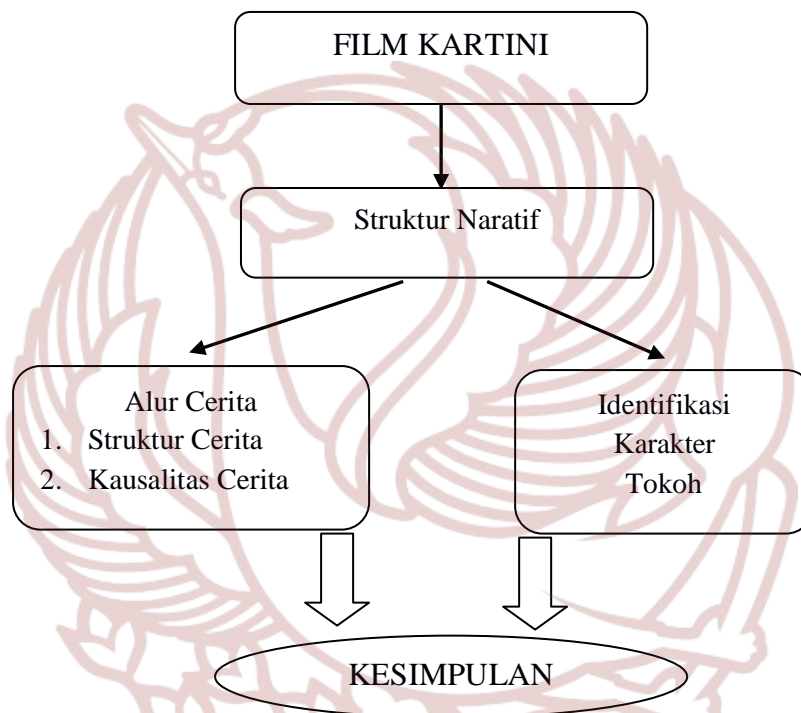 FILM KARTINI
Struktur Naratif
Alur Cerita
1. Struktur Cerita
2. Kausalitas Cerita
Identifikasi
Karakter
Tokoh
KESIMPULAN